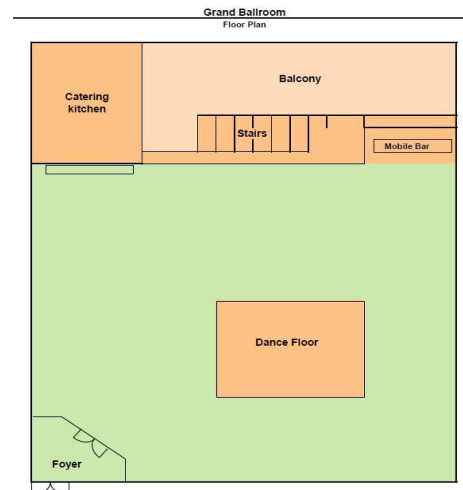 Grand Ballroom
Floor Plan
Balcony
Catering
kitchen
Stairs
Mobile Bar
Dance Floor
Foyer